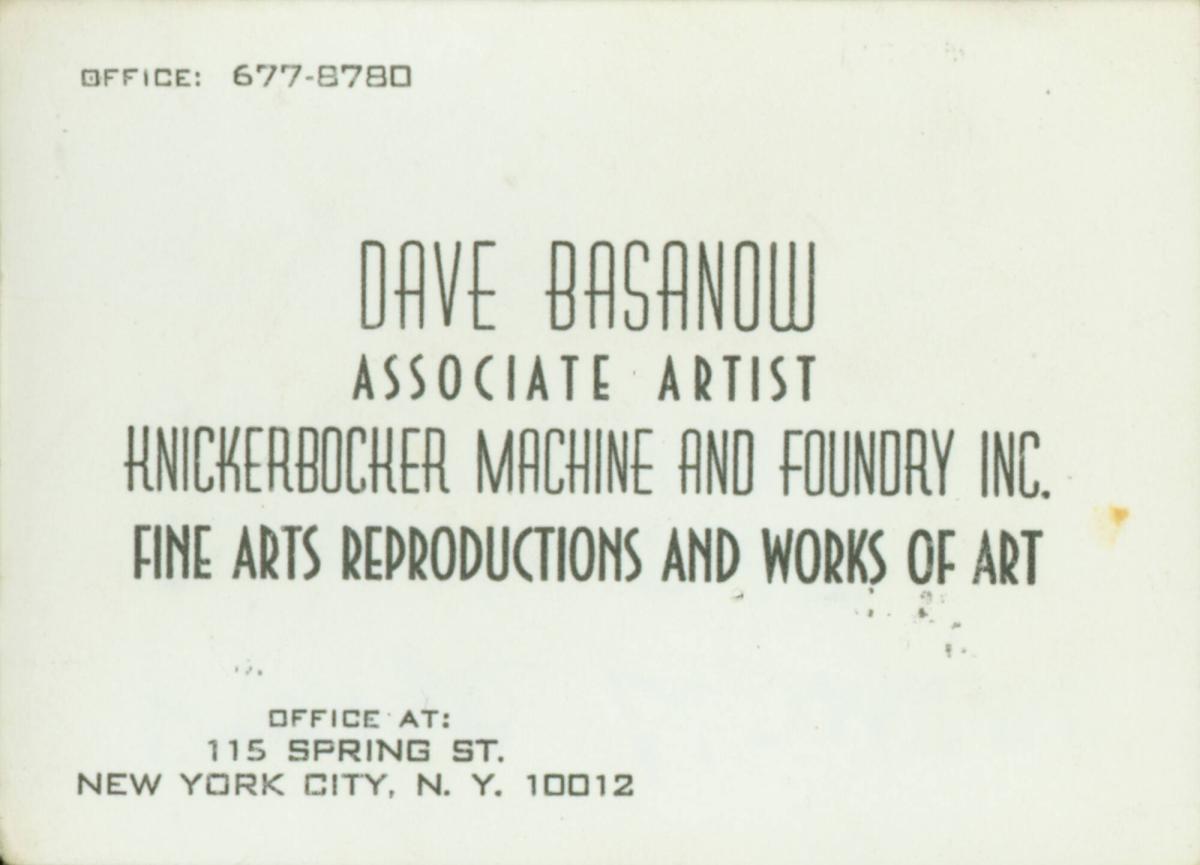 OFFICE: 677-8780
DAVE BASANOW
ASSOCIATE ARTIST
KNICKERBOCKER MACHINE AND FOUNDRY INC.
FINE ARTS REPRODUCTIONS AND WORKS OF ART
OFFICE AT:
115 SPRING ST.
NEW YORK CITY, N. Y. 10012